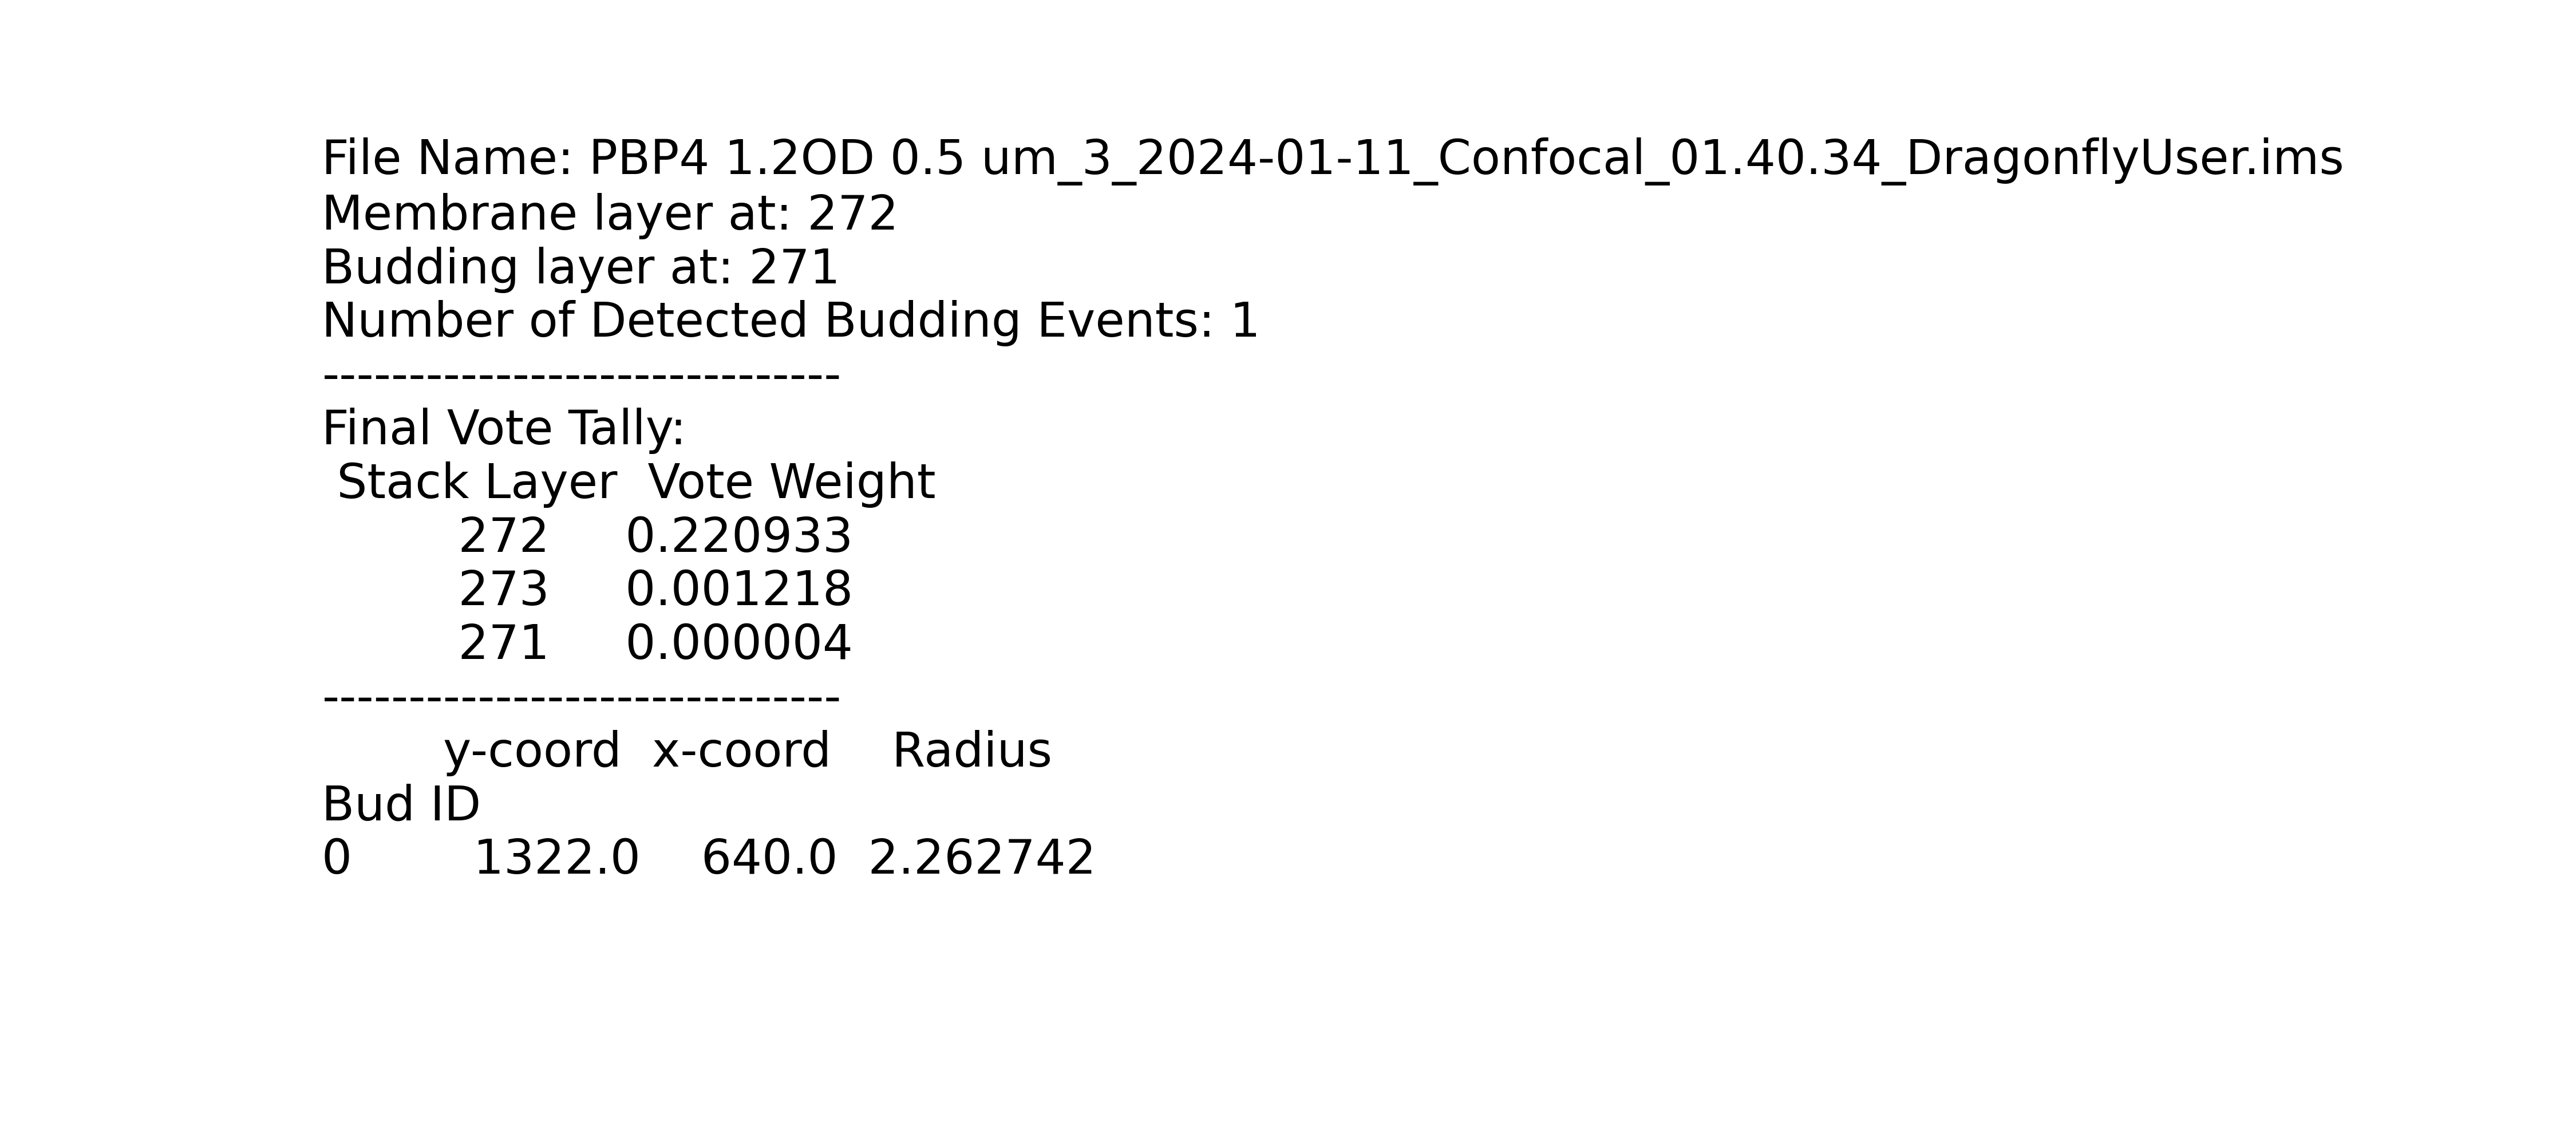 File Name: PBP4 1.2OD 0.5 um_3_2024-01-11_Confocal_01.40.34_DragonflyUser.ims
Membrane layer at: 272
Budding layer at: 271
Number of Detected Budding Events: 1
------------------------------
Final Vote Tally:
Stack Layer  Vote Weight
272     0.220933
273     0.001218
271     0.000004
------------------------------
y-coord  x-coord    Radius
Bud ID
0        1322.0    640.0  2.262742